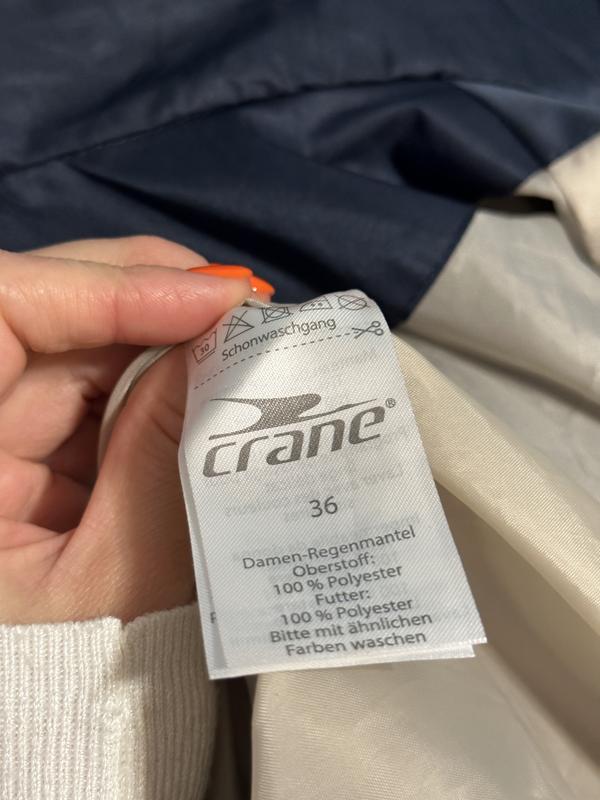 30
Schonwaschgang
crane®
36
Damen-Regenmantel
Oberstoff:
100 % Polyester
Futter:
100 % Polyester
Bitte mit ähnlichen
Farben waschen